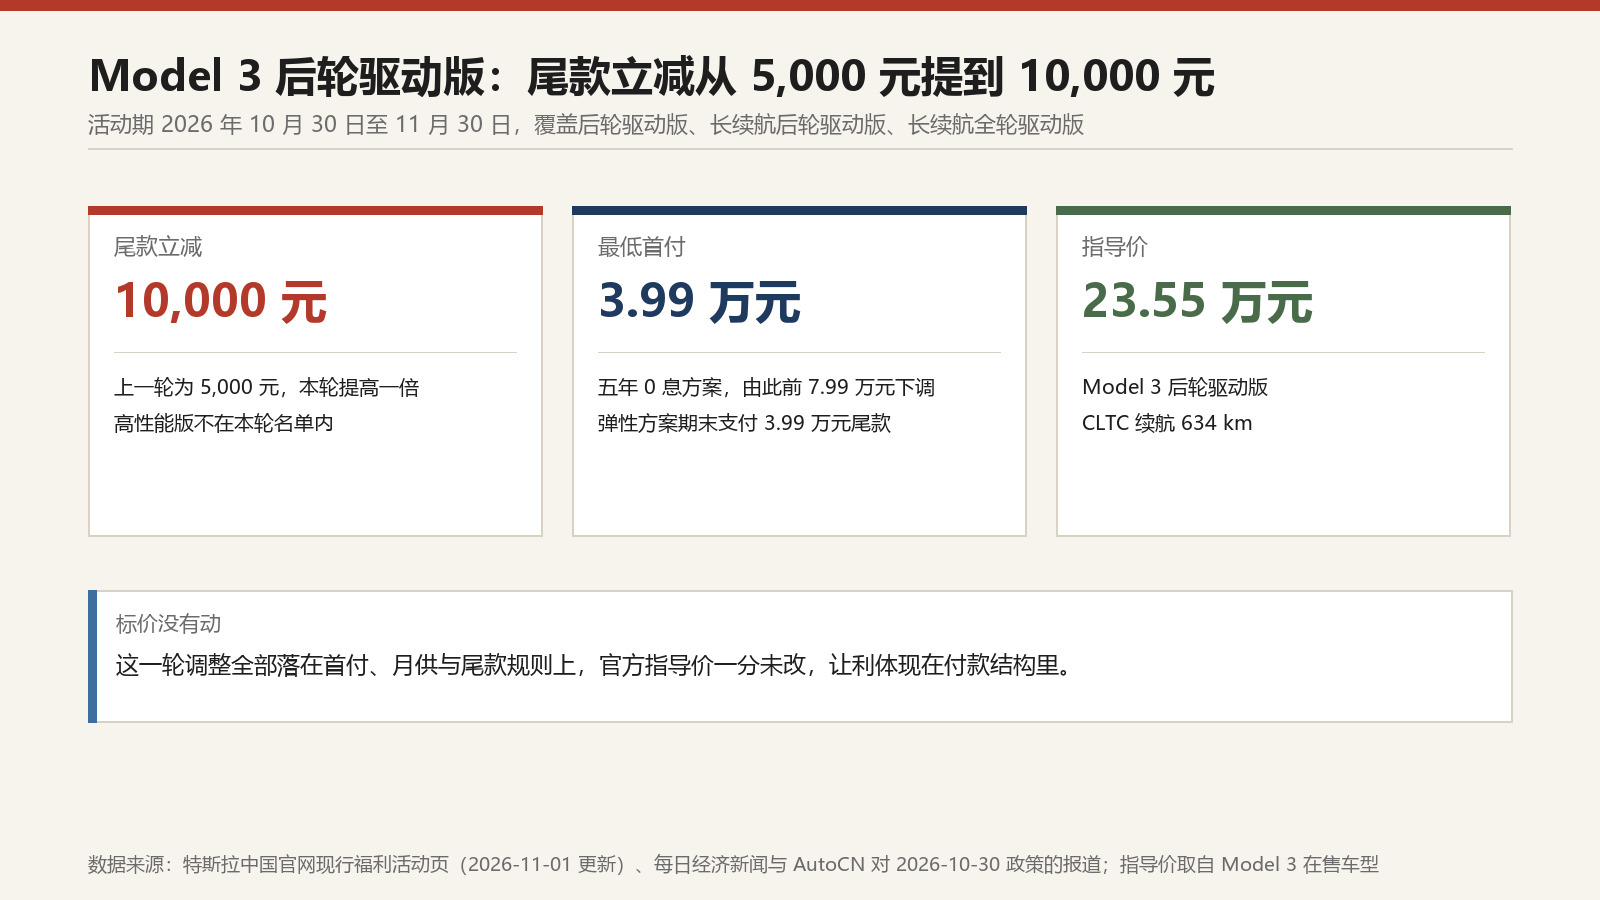 Model 3 后轮驱动版：尾款立减从 5,000 元提到 10,000 元
活动期 2026 年 10 月 30 日至 11 月 30 日，覆盖后轮驱动版、长续航后轮驱动版、长续航全轮驱动版
尾款立减
10,000 元
上一轮为 5,000 元，本轮提高一倍
高性能版不在本轮名单内
最低首付
3.99 万元
五年 0 息方案，由此前 7.99 万元下调
弹性方案期末支付 3.99 万元尾款
指导价
23.55 万元
Model 3 后轮驱动版
CLTC 续航 634 km
标价没有动
这一轮调整全部落在首付、月供与尾款规则上，官方指导价一分未改，让利体现在付款结构里。
数据来源：特斯拉中国官网现行福利活动页（2026-11-01 更新）、每日经济新闻与 AutoCN 对 2026-10-30 政策的报道；指导价取自 Model 3 在售车型